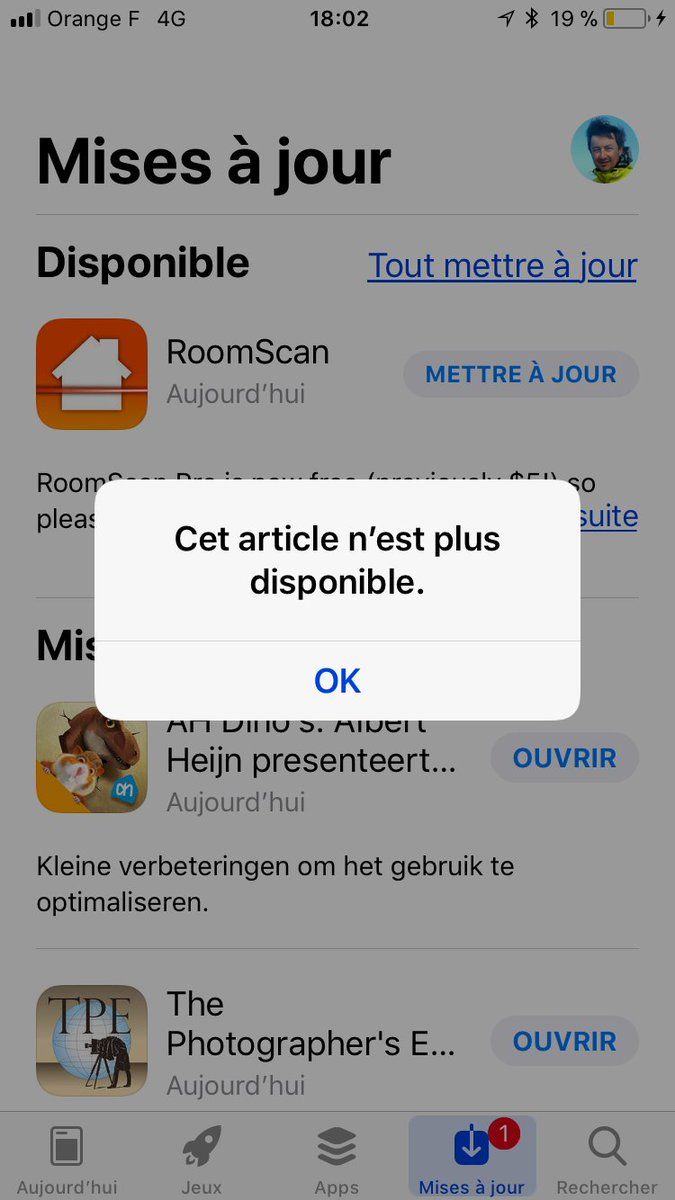 Orange F 4G 18:02 19 %
Mises à jour
Disponible Tout mettre à jour
RoomScan
METTRE À JOUR
Aujourd’hui
RoomScan Pro is now free (previously $5!) so
pleas suite
Cet article n’est plus
disponible.
OK
Mis
AH Dino's: Albert
Heijn presenteert...
OUVRIR
Aujourd’hui
Kleine verbeteringen om het gebruik te
optimaliseren.
TPE
The
Photographer's E...
OUVRIR
Aujourd’hui
1
Aujourd’hui Jeux Apps Mises à jour Rechercher